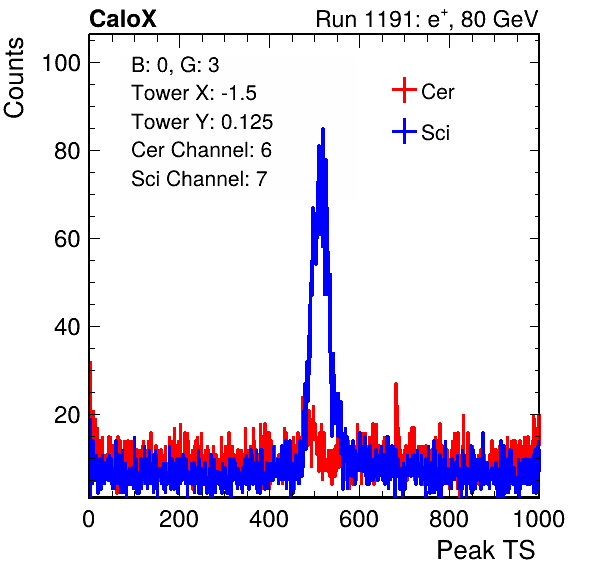 CaloX
Run 1191: e+, 80 GeV
Counts
B: 0, G: 3
Tower X: -1.5
Tower Y: 0.125
Cer Channel: 6
Sci Channel: 7
Cer
Sci
100
80
60
40
20
0 200 400 600 800 1000
Peak TS